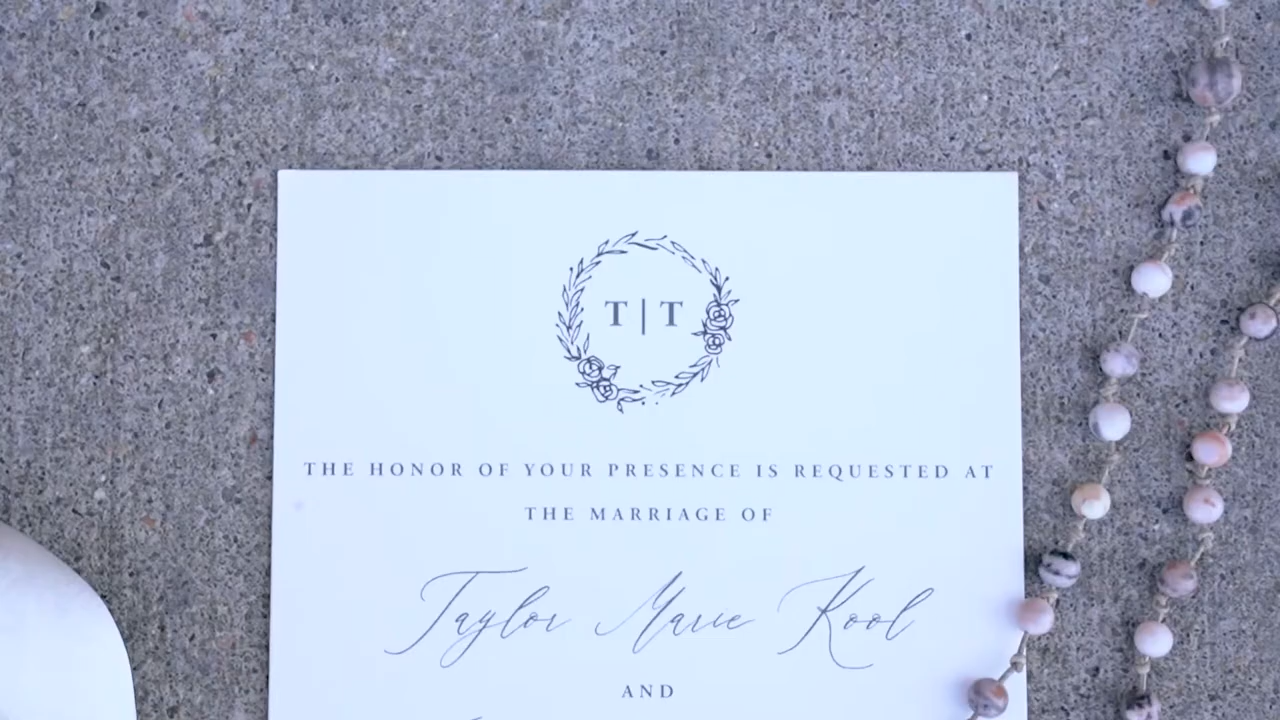 T|T
THE HONOR OF YOUR PRESENCE IS REQUESTED AT
THE MARRIAGE OF
Taylor Marie Kool
AND